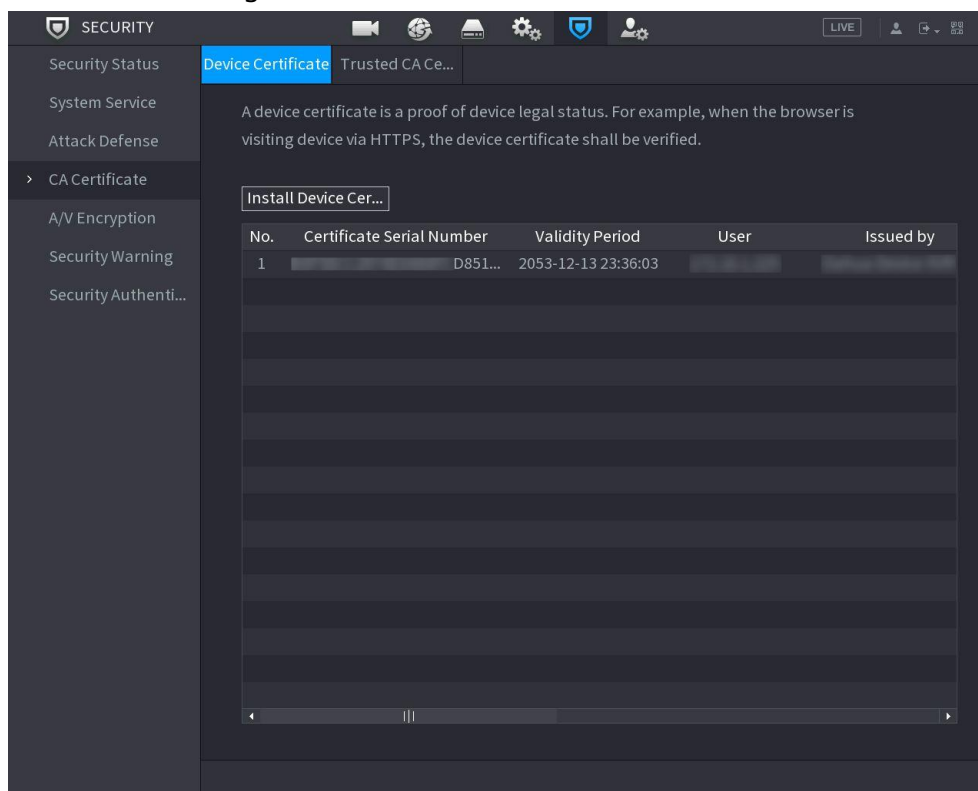 SECURITY LIVE
Security Status
System Service
Attack Defense
CA Certificate
A/V Encryption
Security Warning
Security Authenti...
Device Certificate Trusted CA Ce...
A device certificate is a proof of device legal status. For example, when the browser is
visiting device via HTTPS, the device certificate shall be verified.
Install Device Cer...
No. Certificate Serial Number Validity Period User Issued by
1 D851... 2053-12-13 23:36:03